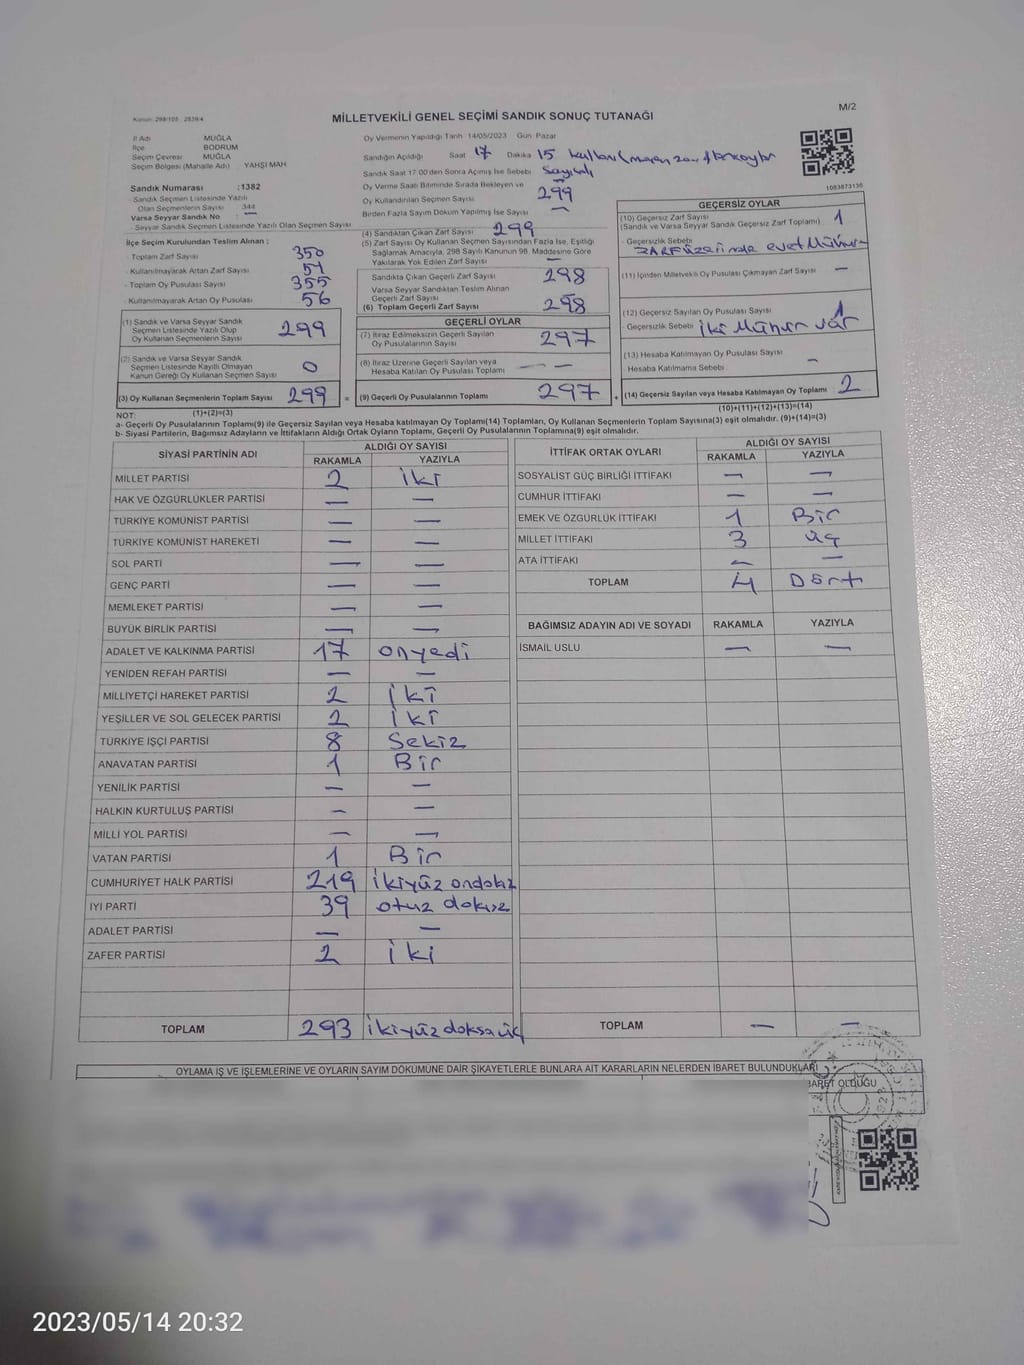 Kanun: 298/105 , 2839/4
MİLLETVEKİLİ GENEL SEÇİMİ SANDIK SONUÇ TUTANAĞI
M/2
İl Adı MUĞLA
İlçe BODRUM
Seçim Çevresi MUĞLA
Seçim Bölgesi (Mahalle Adı) YAHŞİ MAH
Sandık Numarası :1382
- Sandık Seçmen Listesinde Yazılı
Olan Seçmenlerin Sayısı 344
Varsa Seyyar Sandık No —
- Seyyar Sandık Seçmen Listesinde Yazılı Olan Seçmen Sayısı
İlçe Seçim Kurulundan Teslim Alınan ;
- Toplam Zarf Sayısı 350
- Kullanılmayarak Artan Zarf Sayısı 51
- Toplam Oy Pusulası Sayısı 355
- Kullanılmayarak Artan Oy Pusulası 56
(1) Sandık ve Varsa Seyyar Sandık
Seçmen Listesinde Yazılı Olup
Oy Kullanan Seçmenlerin Sayısı 299
(2) Sandık ve Varsa Seyyar Sandık
Seçmen Listesinde Kayıtlı Olmayan
Kanun Gereği Oy Kullanan Seçmen Sayısı 0
(3) Oy Kullanan Seçmenlerin Toplam Sayısı 299 =
Oy Vermenin Yapıldığı Tarih :14/05/2023 Gün Pazar
Sandığın Açıldığı Saat 17 Dakika 15
Sandık Saat 17.00'den Sonra Açılmış İse Sebebi sayıldı
Oy Verme Saati Bitiminde Sırada Bekleyen ve
Oy Kullandırılan Seçmen Sayısı 299
Birden Fazla Sayım Döküm Yapılmış İse Sayısı —
(4) Sandıktan Çıkan Zarf Sayısı 299
(5) Zarf Sayısı Oy Kullanan Seçmen Sayısından Fazla İse, Eşitliği
Sağlamak Amacıyla, 298 Sayılı Kanunun 98. Maddesine Göre
Yakılarak Yok Edilen Zarf Sayısı —
Sandıkta Çıkan Geçerli Zarf Sayısı 298
Varsa Seyyar Sandıktan Teslim Alınan
Geçerli Zarf Sayısı —
(6) Toplam Geçerli Zarf Sayısı 298
GEÇERLİ OYLAR
(7) İtiraz Edilmeksizin Geçerli Sayılan
Oy Pusulalarının Sayısı 297
(8) İtiraz Üzerine Geçerli Sayılan veya
Hesaba Katılan Oy Pusulası Toplamı — —
(9) Geçerli Oy Pusulalarının Toplamı 297 +
1083873136
GEÇERSİZ OYLAR
(10) Geçersiz Zarf Sayısı
(Sandık ve Varsa Seyyar Sandık Geçersiz Zarf Toplamı) 1
Geçersizlik Sebebi
ZARF üzerinde evet Mührü
(11) İçinden Milletvekili Oy Pusulası Çıkmayan Zarf Sayısı —
(12) Geçersiz Sayılan Oy Pusulası Sayısı 1
Geçersizlik Sebebi iki Mühür var
(13) Hesaba Katılmayan Oy Pusulası Sayısı —
Hesaba Katılmama Sebebi
(14) Geçersiz Sayılan veya Hesaba Katılmayan Oy Toplamı 2
NOT: (1)+(2)=(3) (10)+(11)+(12)+(13)=(14)
a- Geçerli Oy Pusulalarının Toplamı(9) ile Geçersiz Sayılan veya Hesaba katılmayan Oy Toplamı(14) Toplamları, Oy Kullanan Seçmenlerin Toplam Sayısına(3) eşit olmalıdır. (9)+(14)=(3)
b- Siyasi Partilerin, Bağımsız Adayların ve İttifakların Aldığı Ortak Oyların Toplamı, Geçerli Oy Pusulalarının Toplamına(9) eşit olmalıdır.
SİYASİ PARTİNİN ADI ALDIĞI OY SAYISI
RAKAMLA YAZIYLA
MİLLET PARTİSİ 2 iki
HAK VE ÖZGÜRLÜKLER PARTİSİ — —
TÜRKİYE KOMÜNİST PARTİSİ — —
TÜRKİYE KOMÜNİST HAREKETİ — —
SOL PARTİ — —
GENÇ PARTİ — —
MEMLEKET PARTİSİ — —
BÜYÜK BİRLİK PARTİSİ — —
ADALET VE KALKINMA PARTİSİ 17 onyedi
YENİDEN REFAH PARTİSİ — —
MİLLİYETÇİ HAREKET PARTİSİ 2 iki
YEŞİLLER VE SOL GELECEK PARTİSİ 2 iki
TÜRKİYE İŞÇİ PARTİSİ 8 Sekiz
ANAVATAN PARTİSİ 1 Bir
YENİLİK PARTİSİ — —
HALKIN KURTULUŞ PARTİSİ — —
MİLLİ YOL PARTİSİ — —
VATAN PARTİSİ 1 Bir
CUMHURİYET HALK PARTİSİ 219 ikiyüz ondokuz
İYİ PARTİ 39 otuz dokuz
ADALET PARTİSİ — —
ZAFER PARTİSİ 2 iki
TOPLAM 293 ikiyüz doksan üç
İTTİFAK ORTAK OYLARI ALDIĞI OY SAYISI
RAKAMLA YAZIYLA
SOSYALİST GÜÇ BİRLİĞİ İTTİFAKI — —
CUMHUR İTTİFAKI — —
EMEK VE ÖZGÜRLÜK İTTİFAKI 1 Bir
MİLLET İTTİFAKI 3 üç
ATA İTTİFAKI — —
TOPLAM 4 Dört
BAĞIMSIZ ADAYIN ADI VE SOYADI RAKAMLA YAZIYLA
İSMAİL USLU — —
TOPLAM — —
OYLAMA İŞ VE İŞLEMLERİNE VE OYLARIN SAYIM DÖKÜMÜNE DAİR ŞİKAYETLERLE BUNLARA AİT KARARLARIN NELERDEN İBARET BULUNDUKLARI
BARET OLDUĞU
2023/05/14 20:32